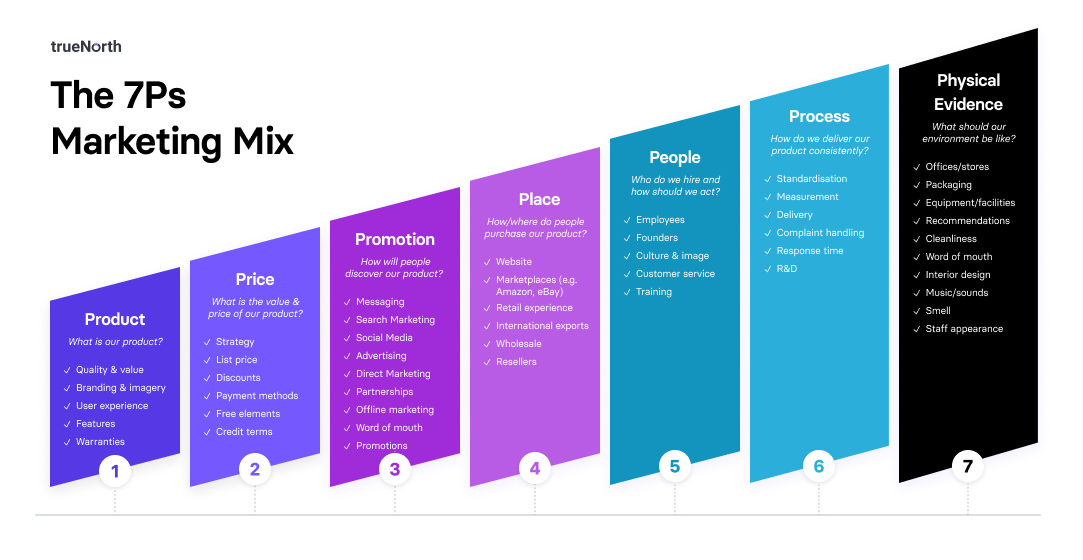 trueNorth
The 7Ps
Marketing Mix
Product
What is our product?
✓ Quality & value
✓ Branding & imagery
✓ User experience
✓ Features
✓ Warranties
1
Price
What is the value &
price of our product?
✓ Strategy
✓ List price
✓ Discounts
✓ Payment methods
✓ Free elements
✓ Credit terms
2
Promotion
How will people
discover our product?
✓ Messaging
✓ Search Marketing
✓ Social Media
✓ Advertising
✓ Direct Marketing
✓ Partnerships
✓ Offline marketing
✓ Word of mouth
✓ Promotions
3
Place
How/where do people
purchase our product?
✓ Website
✓ Marketplaces (e.g.
Amazon, eBay)
✓ Retail experience
✓ International exports
✓ Wholesale
✓ Resellers
4
People
Who do we hire and
how should we act?
✓ Employees
✓ Founders
✓ Culture & image
✓ Customer service
✓ Training
5
Process
How do we deliver our
product consistently?
✓ Standardisation
✓ Measurement
✓ Delivery
✓ Complaint handling
✓ Response time
✓ R&D
6
Physical
Evidence
What should our
environment be like?
✓ Offices/stores
✓ Packaging
✓ Equipment/facilities
✓ Recommendations
✓ Cleanliness
✓ Word of mouth
✓ Interior design
✓ Music/sounds
✓ Smell
✓ Staff appearance
7